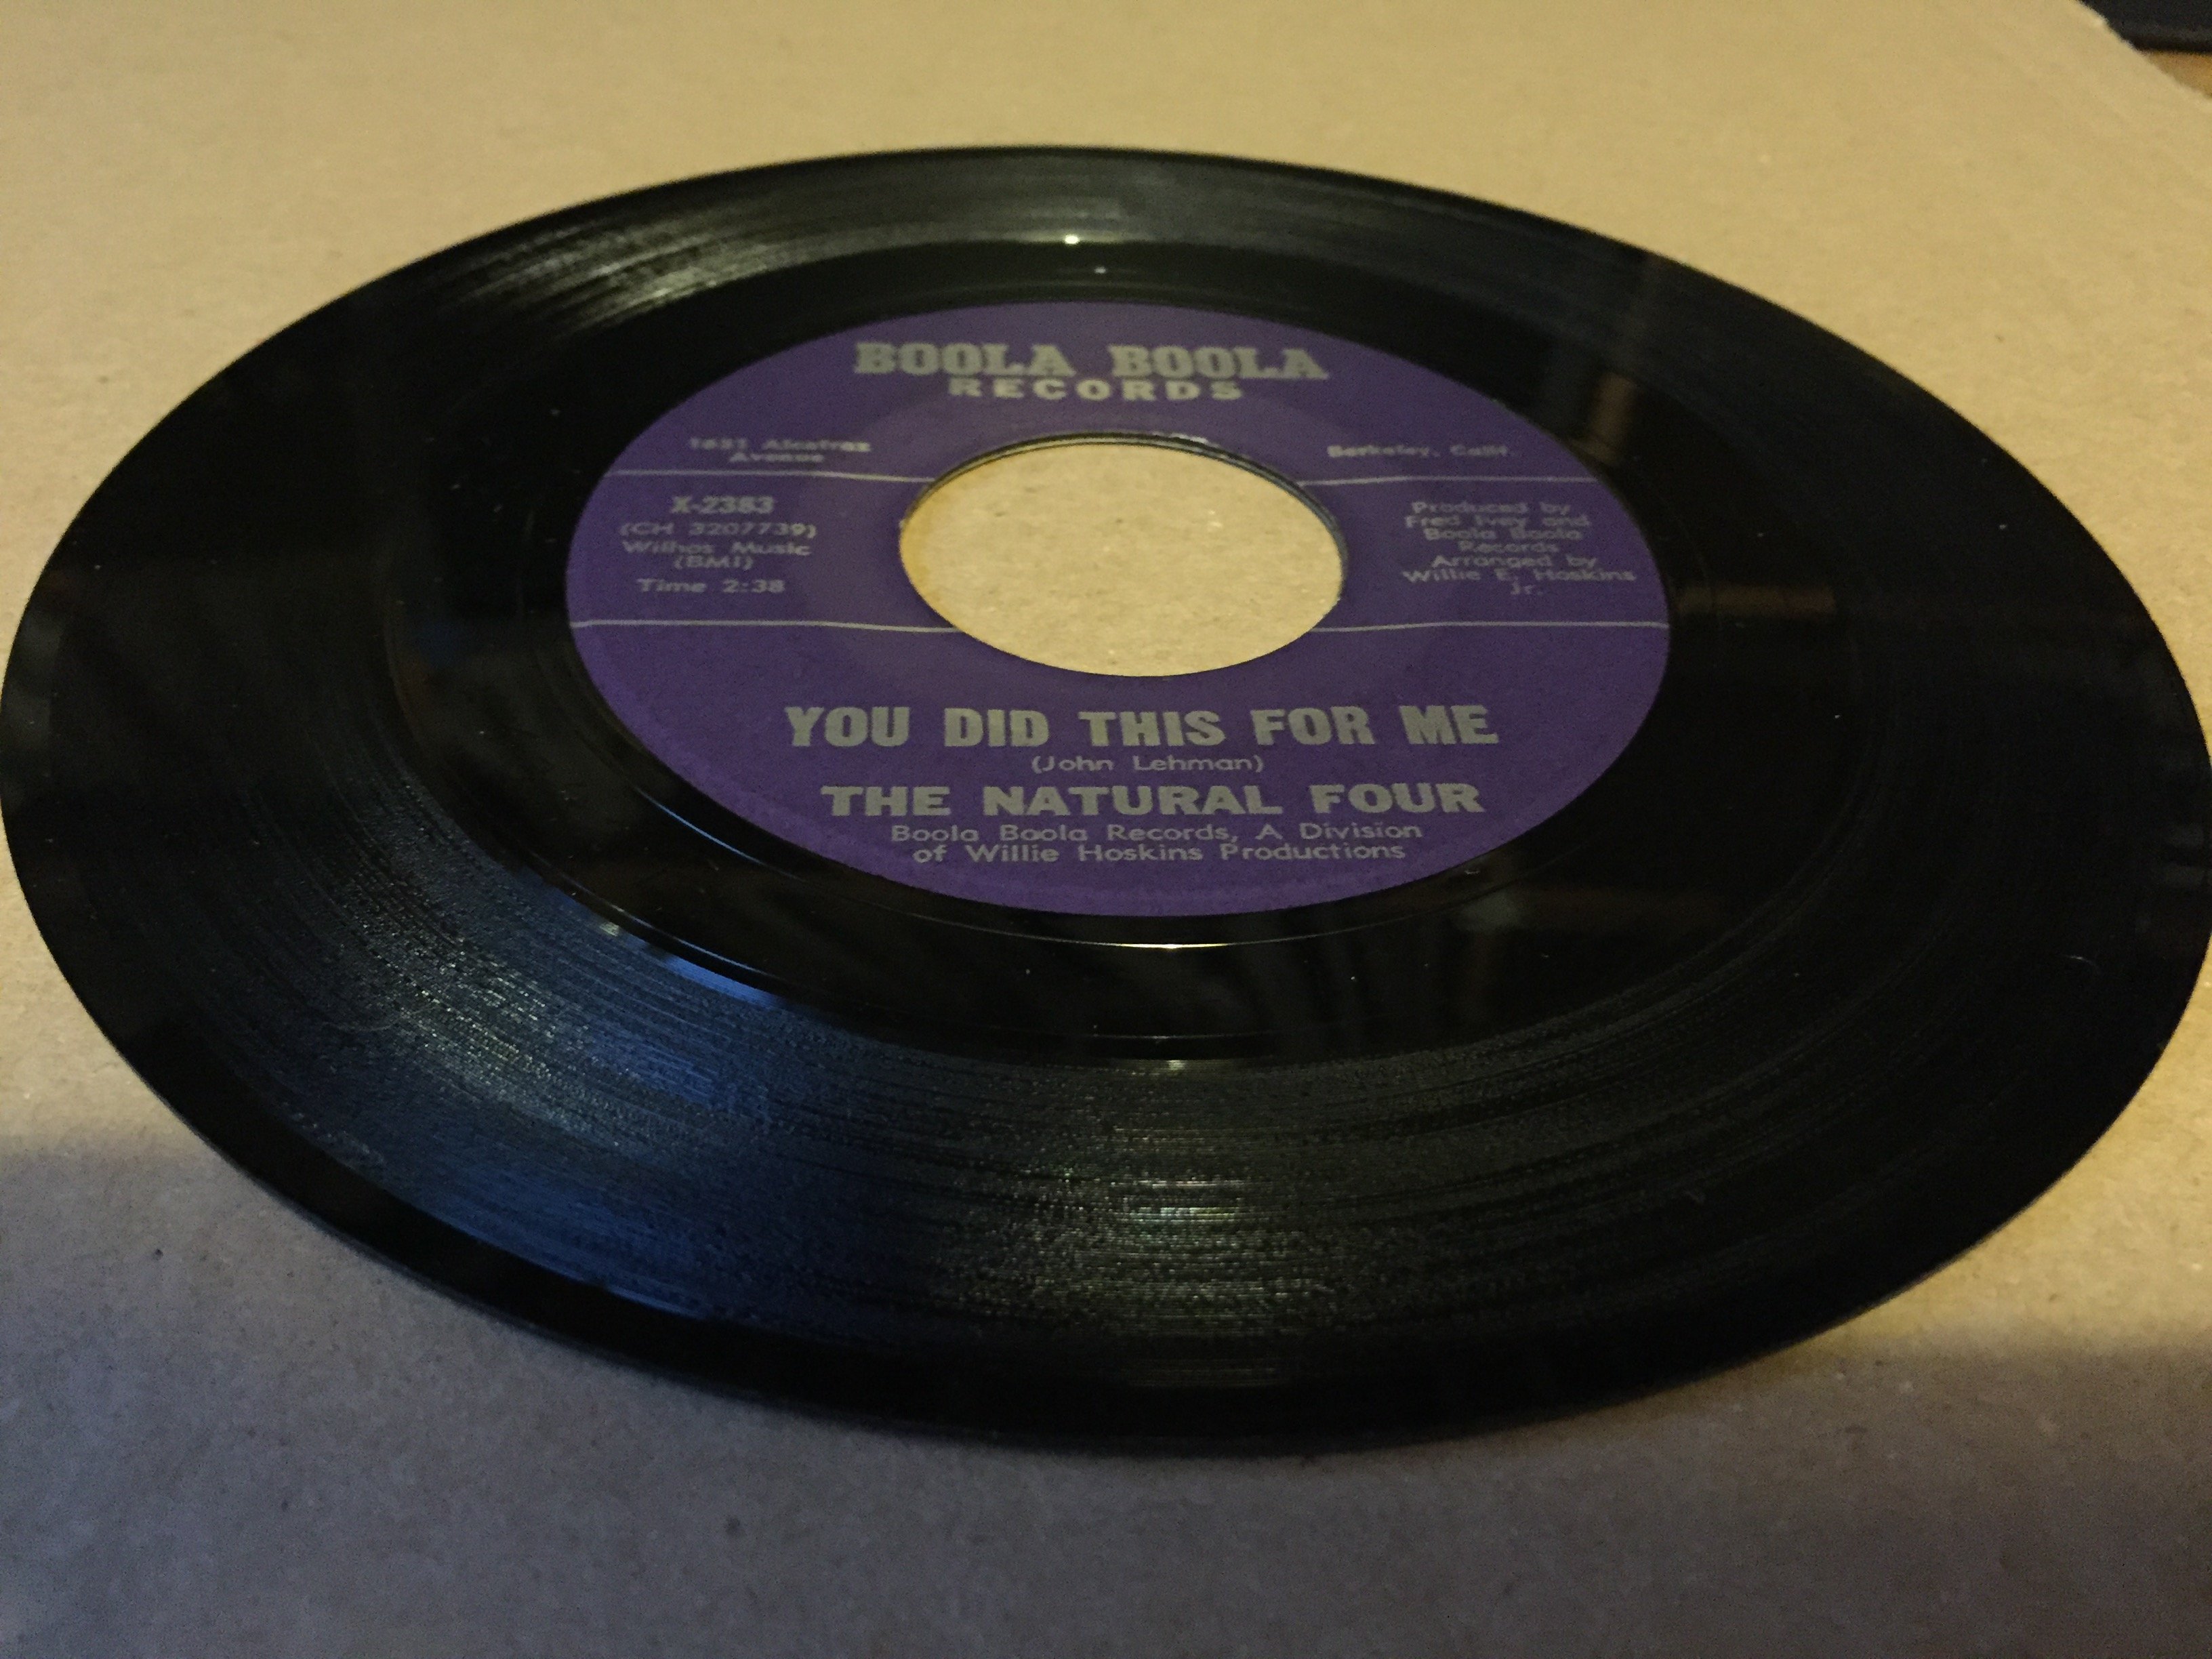 BOOLA BOOLA
RECORDS
1631 Alcatraz
Avenue
Berkeley, Calif.
X-2383
(CH 3207739)
Wilhos Music
(BMI)
Time 2:38
Produced by
Fred Ivey and
Boola Boola
Records
Arranged by
Willie E. Hoskins
Jr.
YOU DID THIS FOR ME
(John Lehman)
THE NATURAL FOUR
Boola Boola Records, A Division
of Willie Hoskins Productions